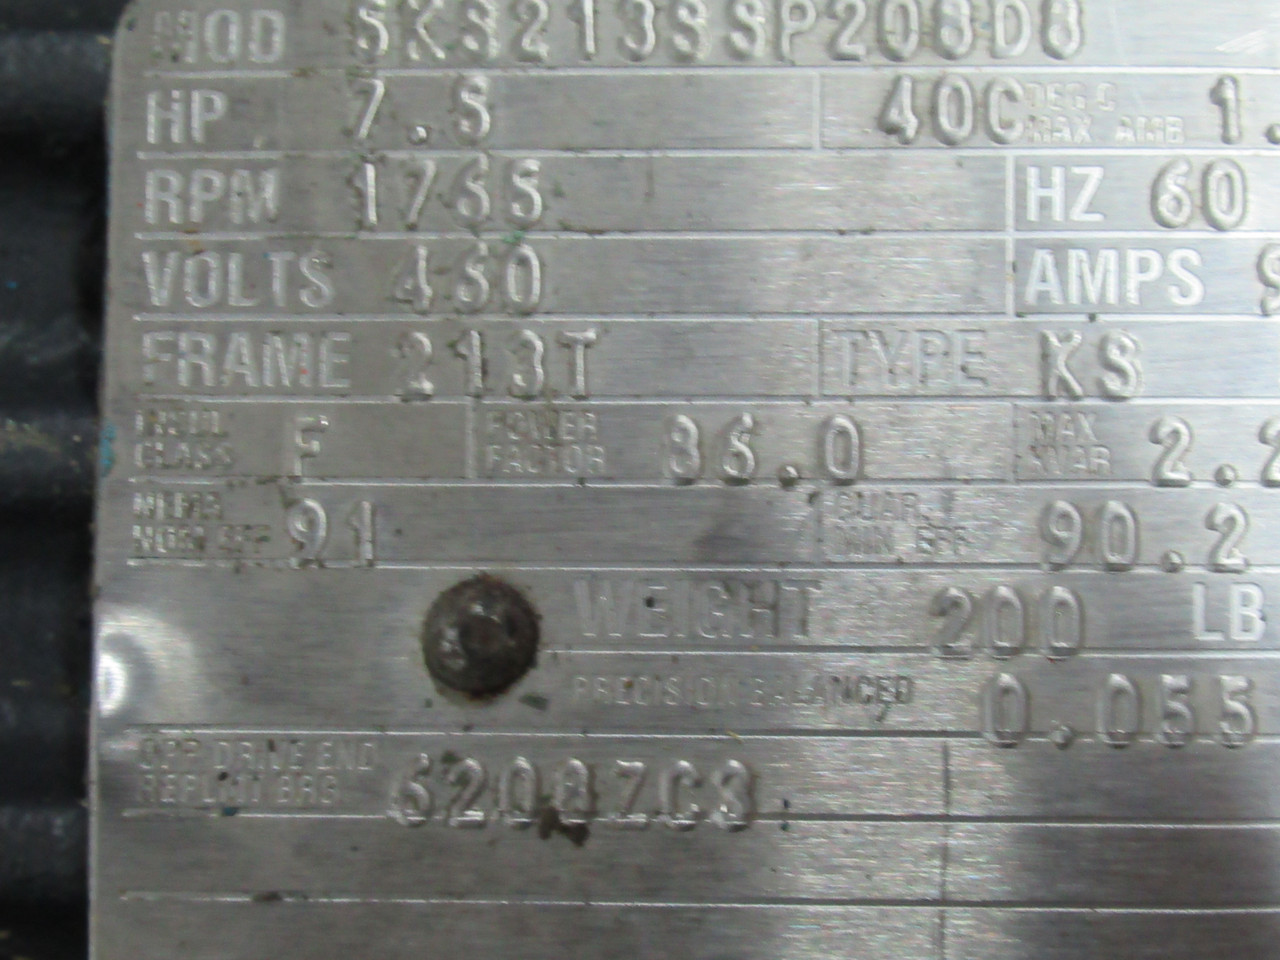 MOD 5KS213SSP208D8
HP 7.5 40C DEG C MAX AMB 1.
RPM 1765 HZ 60
VOLTS 460 AMPS
FRAME 213T TYPE KS
INSUL CLASS F POWER FACTOR 86.0 MAX KVAR 2.2
NEMA NOM EFF 91 GUAR. MIN. EFF 90.2
WEIGHT 200 LB
PRECISION BALANCED 0.055
OPP DRIVE END REPLMT BRG 6208ZC3